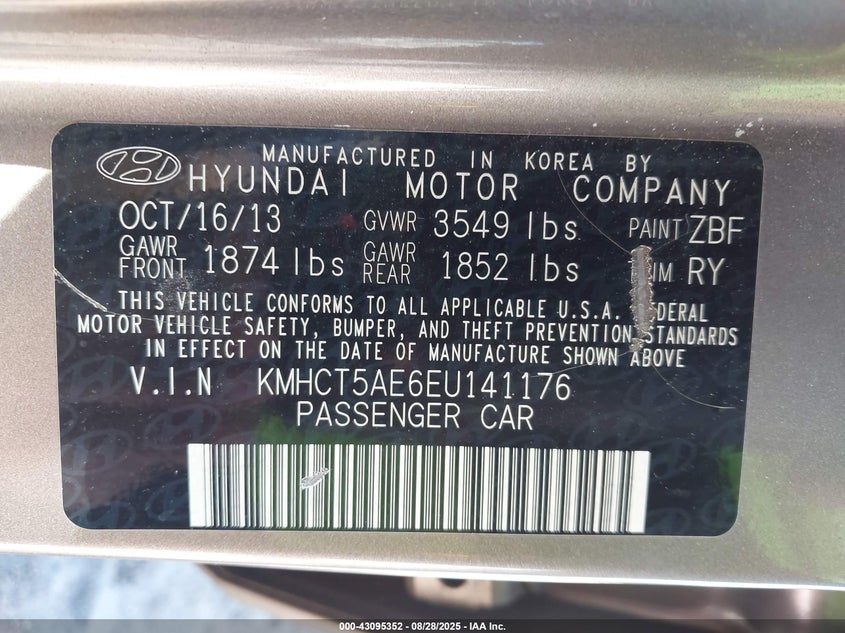 MANUFACTURED IN KOREA BY
HYUNDAI MOTOR COMPANY
OCT/16/13 GVWR 3549 lbs PAINT ZBF
GAWR FRONT 1874 lbs GAWR REAR 1852 lbs RY
THIS VEHICLE CONFORMS TO ALL APPLICABLE U.S.A.
MOTOR VEHICLE SAFETY, BUMPER, AND THEFT PREVENTION STANDARDS
IN EFFECT ON THE DATE OF MANUFACTURE SHOWN ABOVE
V.I.N KMHCT5AE6EU141176
PASSENGER CAR
000-43095352 - 08/28/2025 - IAA Inc.